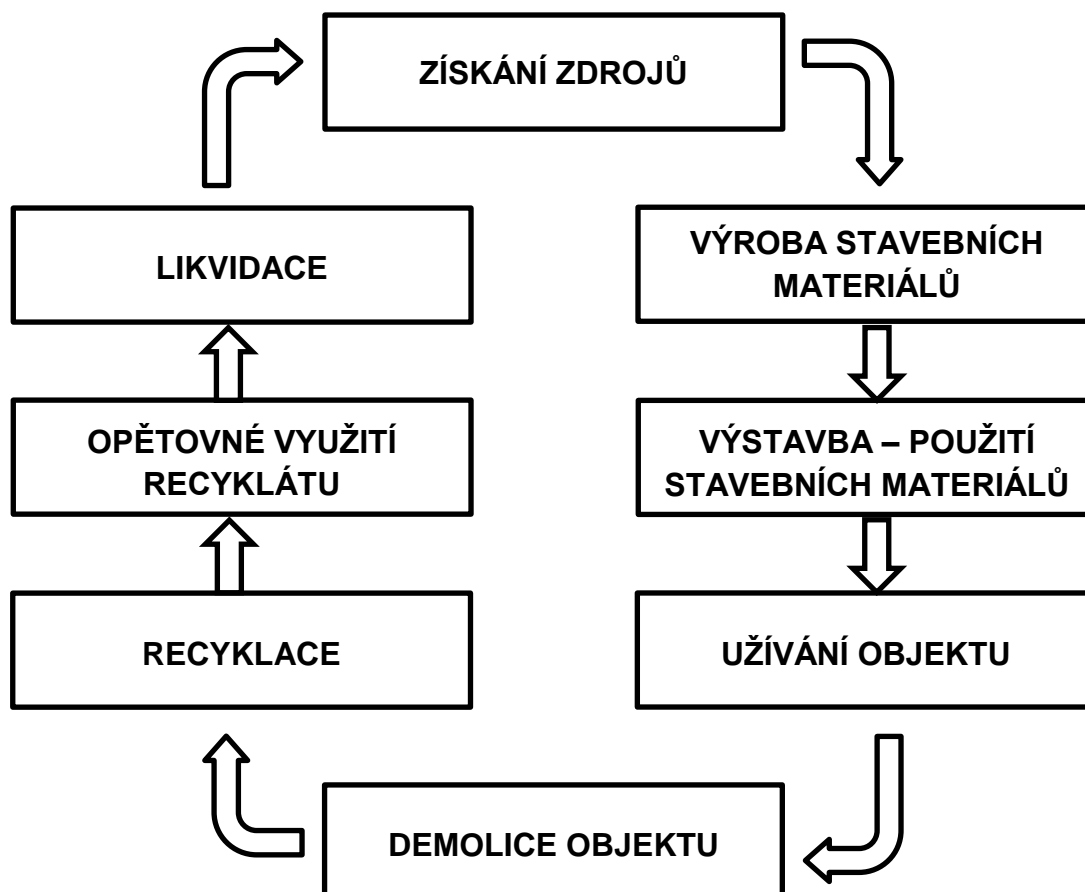 ZÍSKÁNÍ ZDROJŮ
VÝROBA STAVEBNÍCH
MATERIÁLŮ
VÝSTAVBA – POUŽITÍ
STAVEBNÍCH MATERIÁLŮ
UŽÍVÁNÍ OBJEKTU
DEMOLICE OBJEKTU
RECYKLACE
OPĚTOVNÉ VYUŽITÍ
RECYKLÁTU
LIKVIDACE